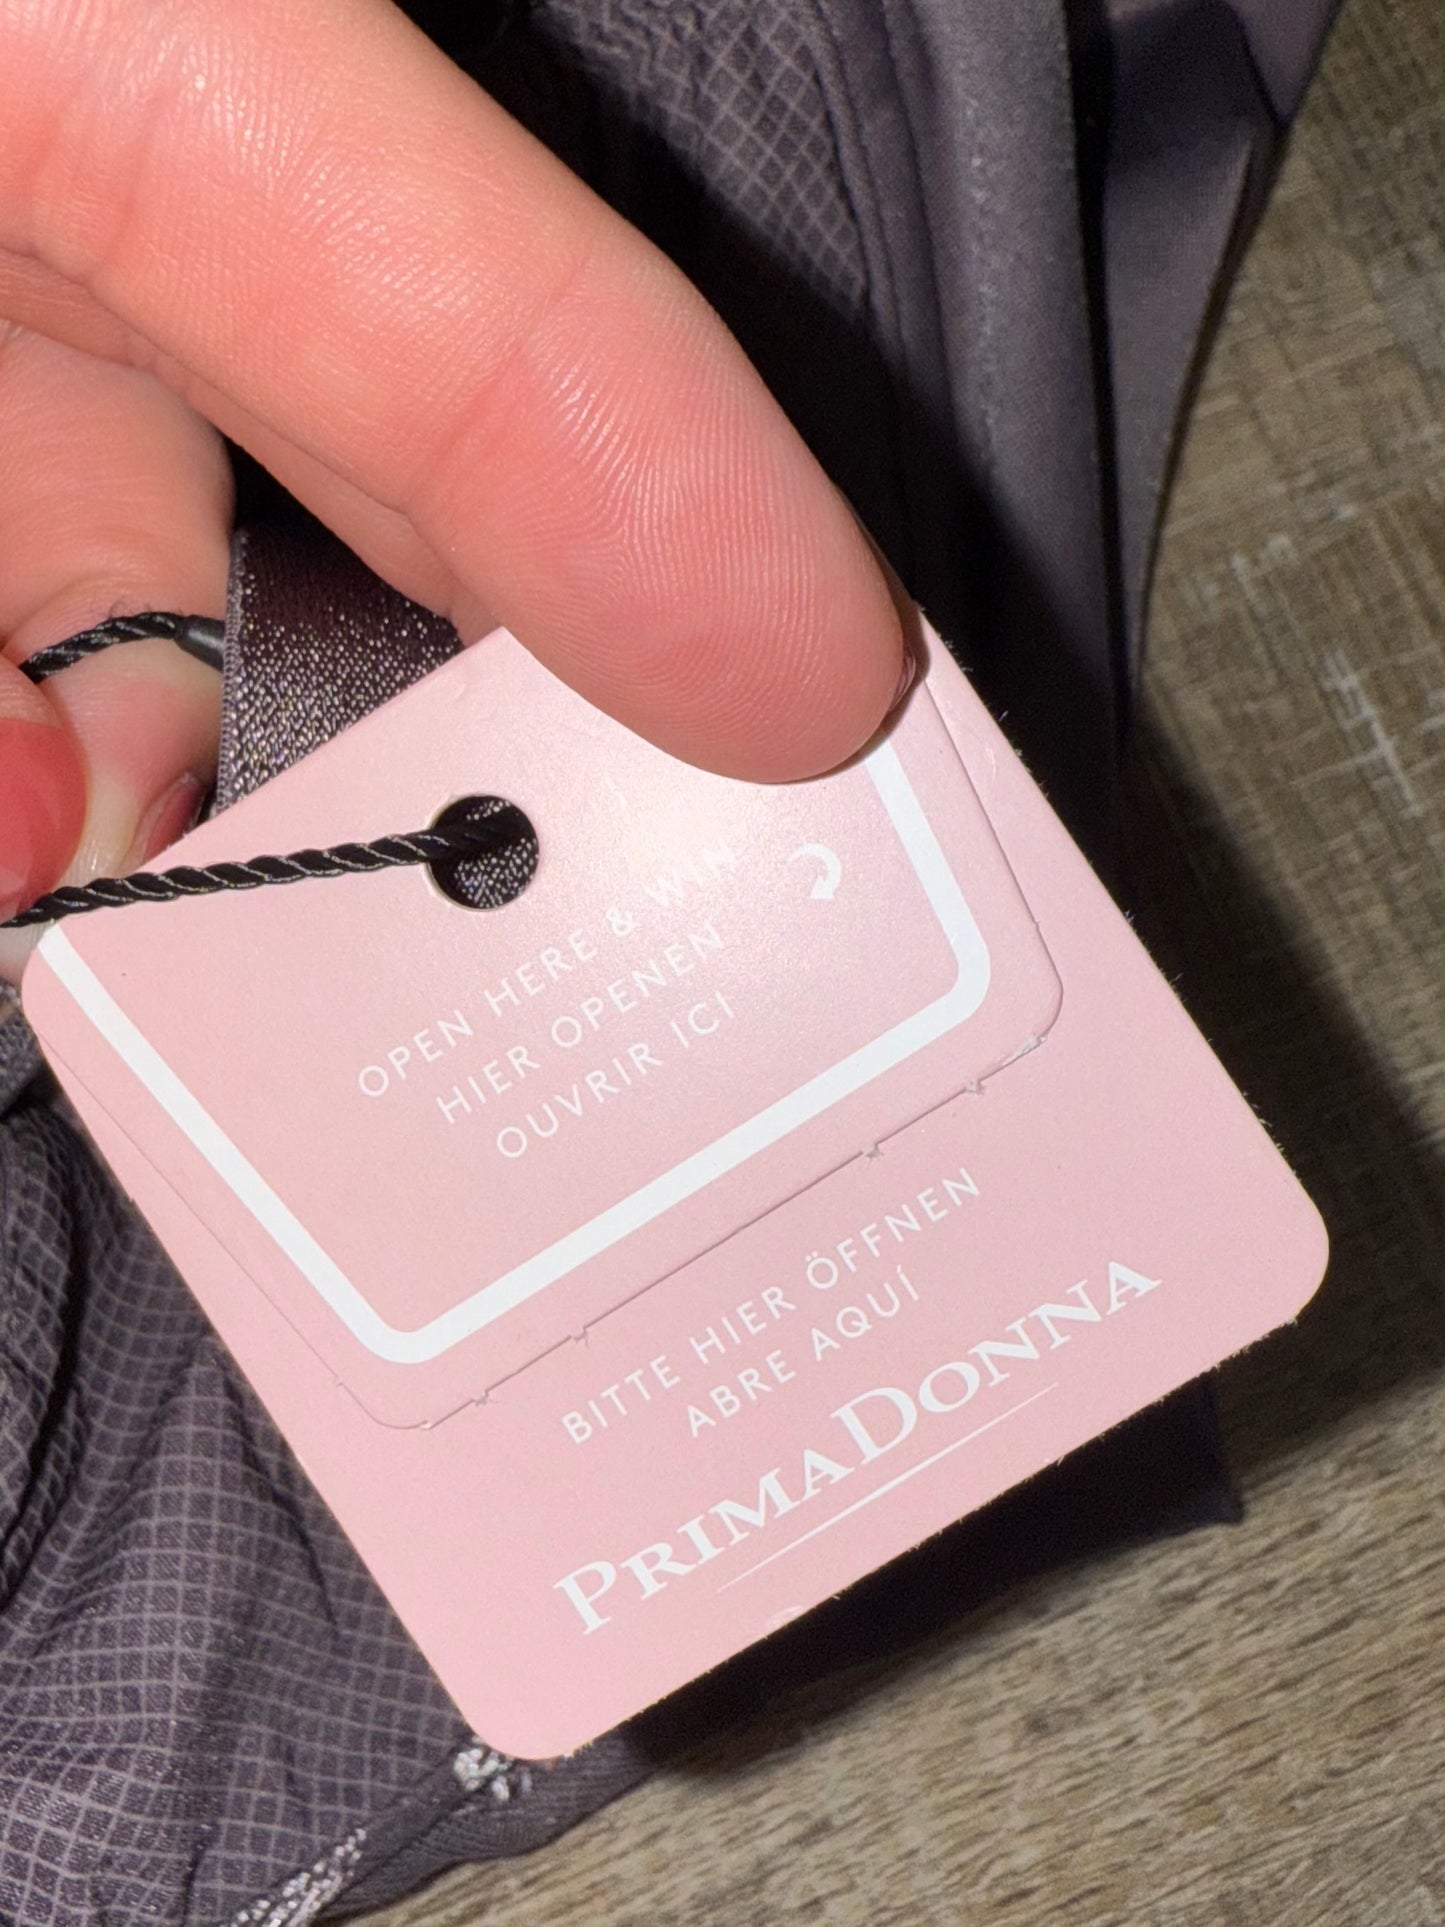 OPEN HERE & WIN
HIER OPENEN
OUVRIR ICI
BITTE HIER ÖFFNEN
ABRE AQUÍ
PRIMADONNA